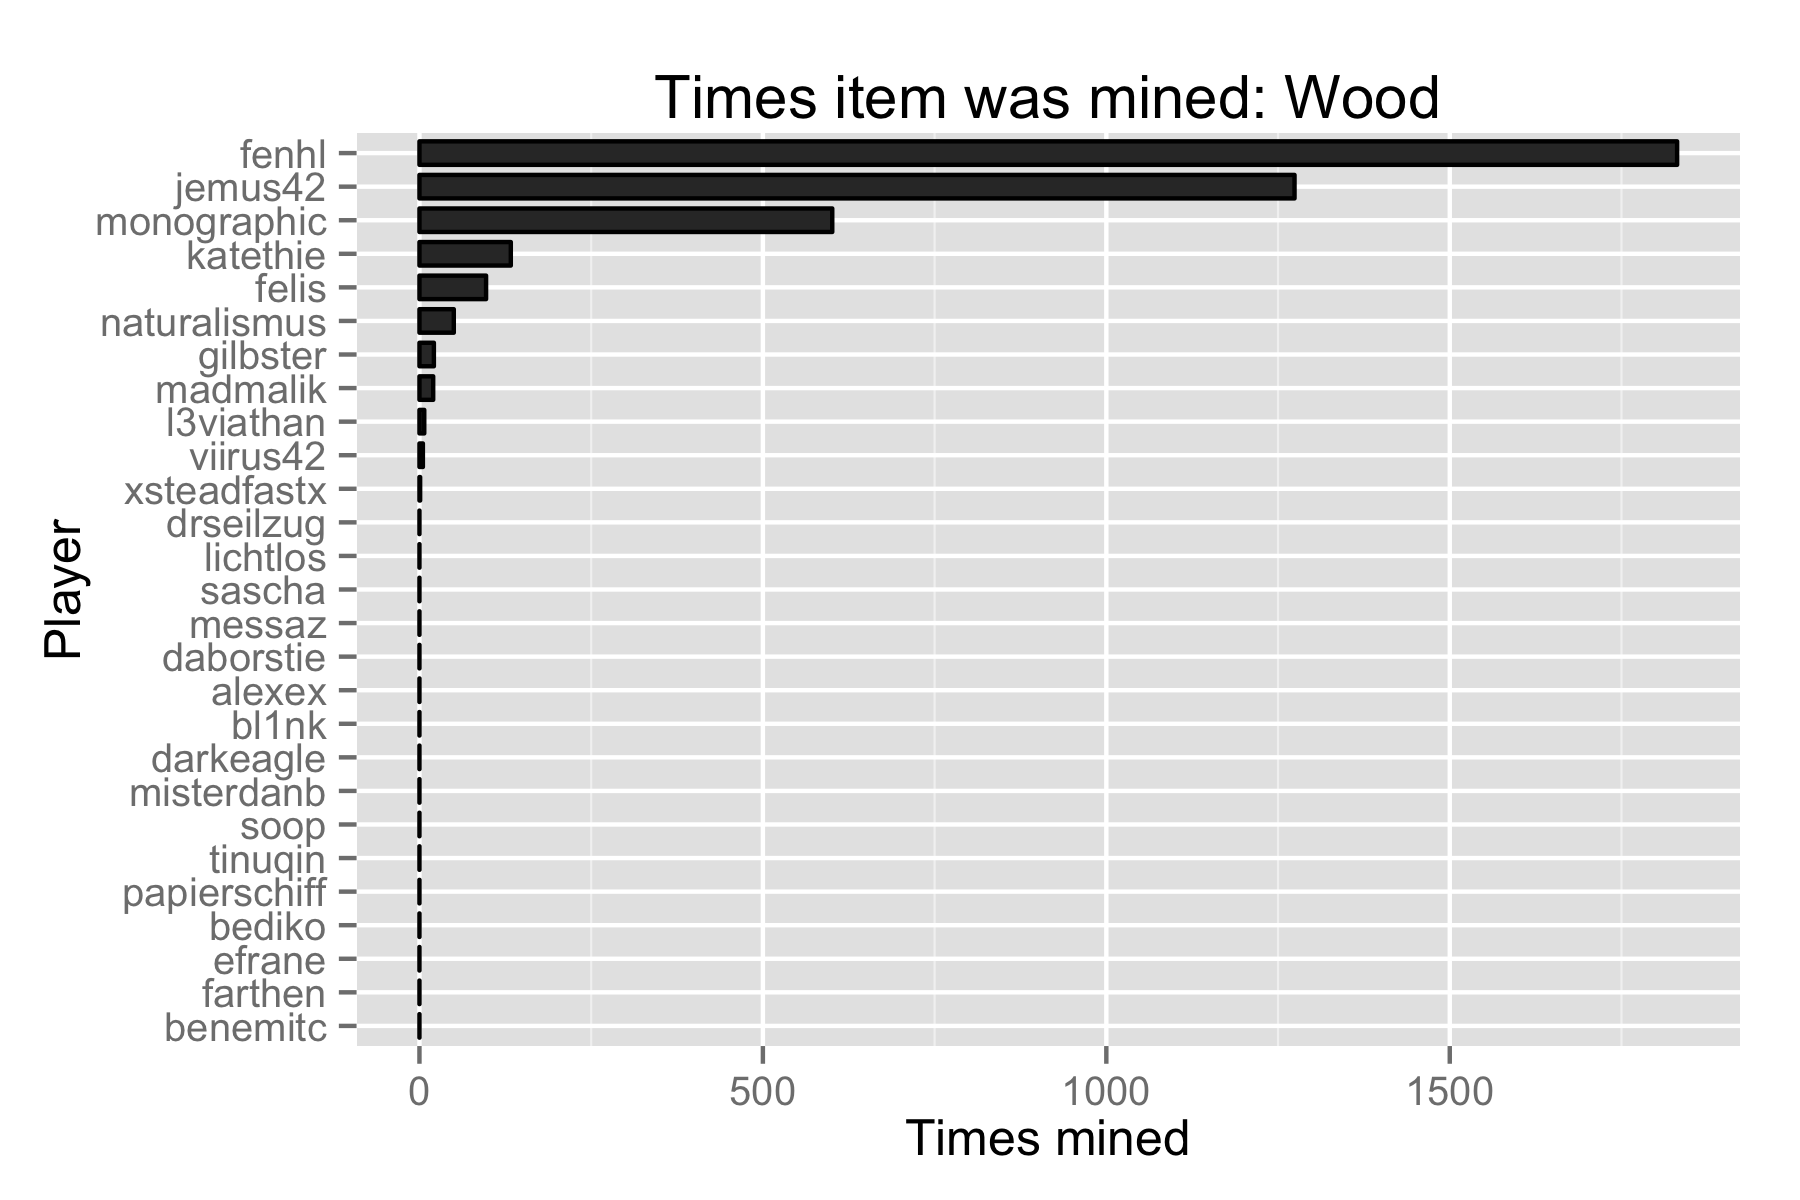 Times item was mined: Wood
Player
fenhl
jemus42
monographic
katethie
felis
naturalismus
gilbster
madmalik
l3viathan
viirus42
xsteadfastx
drseilzug
lichtlos
sascha
messaz
daborstie
alexex
bl1nk
darkeagle
misterdanb
soop
tinuqin
papierschiff
bediko
efrane
farthen
benemitc
0 500 1000 1500
Times mined